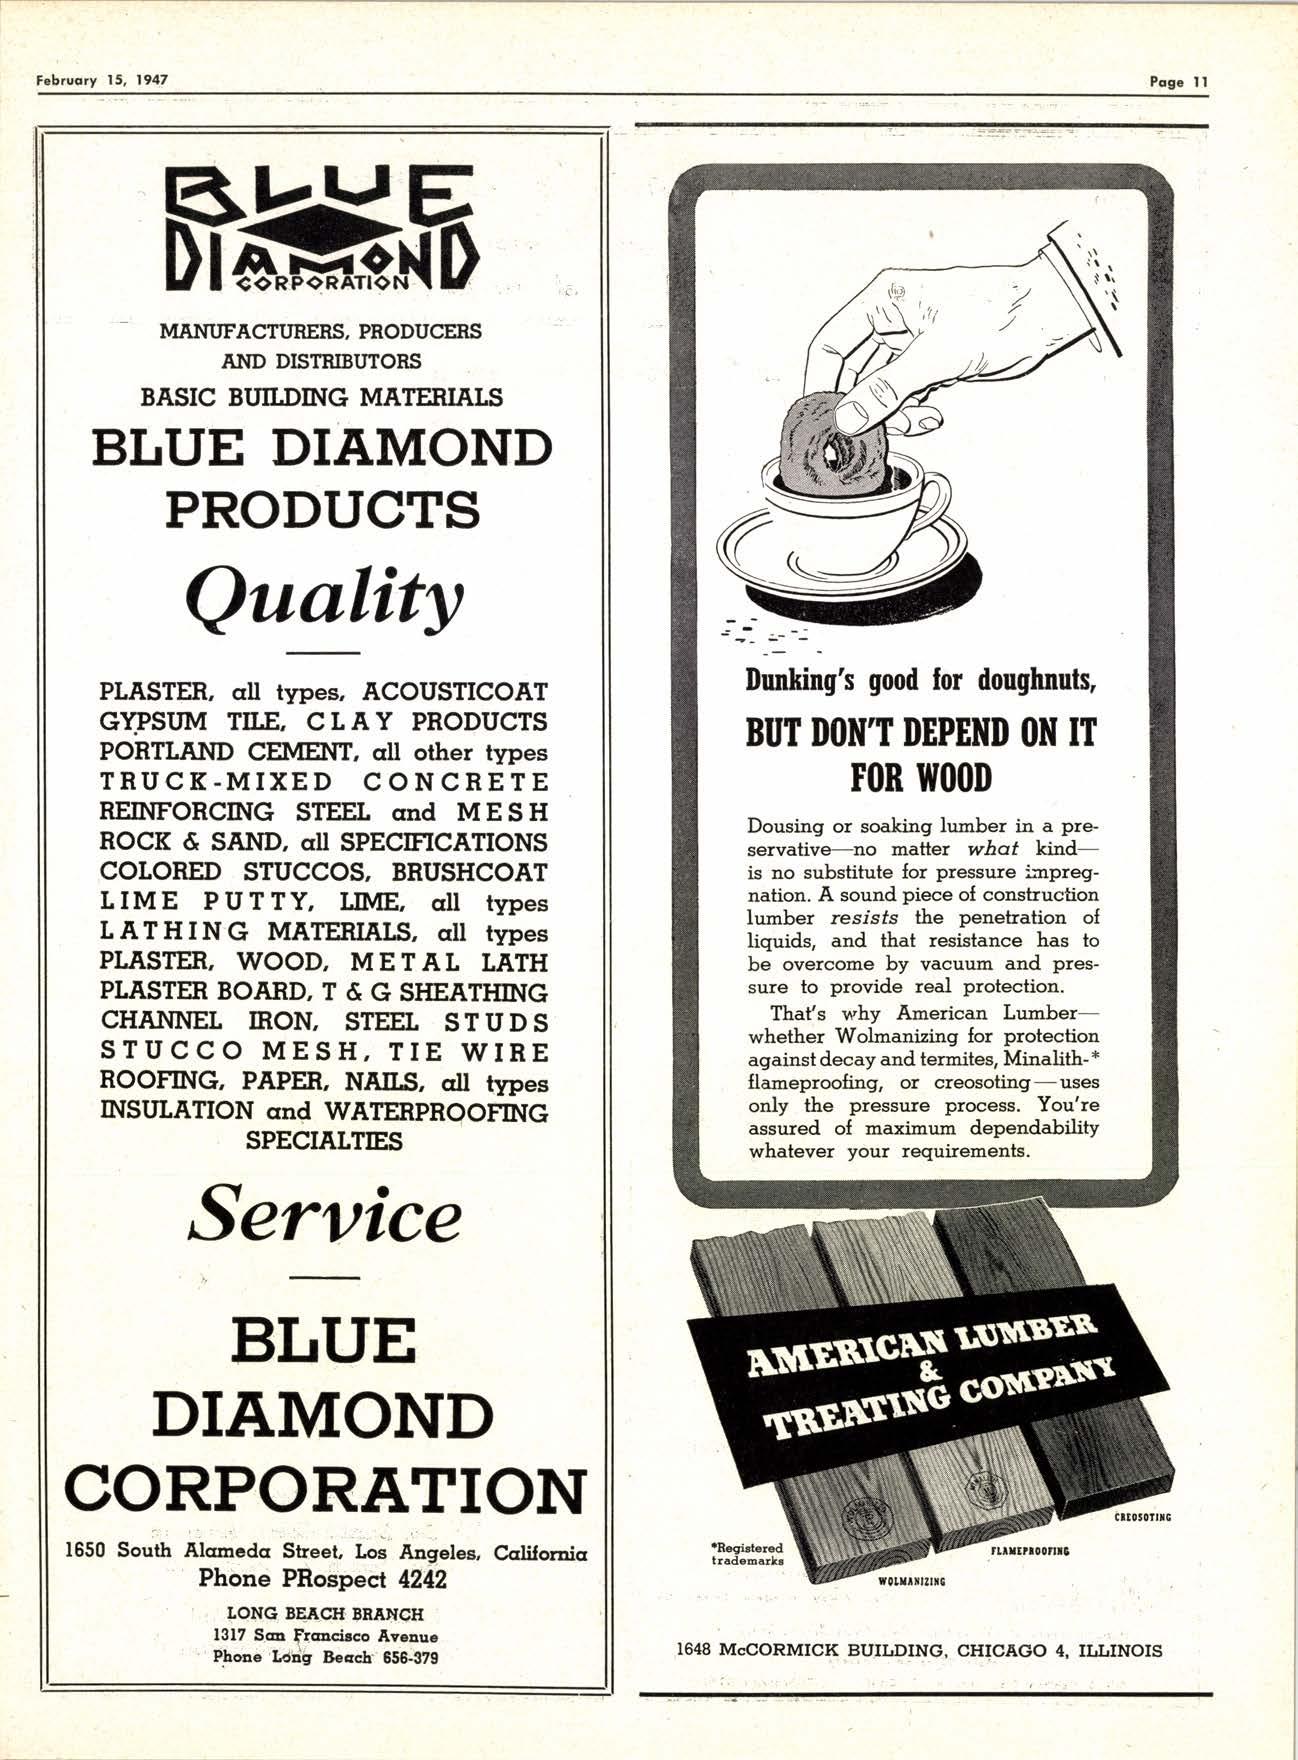 February 15, 1947
Page 11
BLUE
DIAMOND
CORPORATION
MANUFACTURERS, PRODUCERS
AND DISTRIBUTORS
BASIC BUILDING MATERIALS
BLUE DIAMOND
PRODUCTS
Quality
PLASTER, all types, ACOUSTICOAT
GYPSUM TILE, CLAY PRODUCTS
PORTLAND CEMENT, all other types
TRUCK-MIXED CONCRETE
REINFORCING STEEL and MESH
ROCK & SAND, all SPECIFICATIONS
COLORED STUCCOS, BRUSHCOAT
LIME PUTTY, LIME, all types
LATHING MATERIALS, all types
PLASTER, WOOD, METAL LATH
PLASTER BOARD, T & G SHEATHING
CHANNEL IRON, STEEL STUDS
STUCCO MESH, TIE WIRE
ROOFING, PAPER, NAILS, all types
INSULATION and WATERPROOFING
SPECIALTIES
Service
BLUE
DIAMOND
CORPORATION
1650 South Alameda Street, Los Angeles, California
Phone PRospect 4242
LONG BEACH BRANCH
1317 San Francisco Avenue
Phone Long Beach 656-379
Dunking's good for doughnuts,
BUT DON'T DEPEND ON IT
FOR WOOD
Dousing or soaking lumber in a pre-
servative—no matter what kind—
is no substitute for pressure impreg-
nation. A sound piece of construction
lumber resists the penetration of
liquids, and that resistance has to
be overcome by vacuum and pres-
sure to provide real protection.
That's why American Lumber—
whether Wolmanizing for protection
against decay and termites, Minalith-*
flameproofing, or creosoting—uses
only the pressure process. You're
assured of maximum dependability
whatever your requirements.
AMERICAN LUMBER
&
TREATING COMPANY
CREOSOTING
FLAMEPROOFING
WOLMANIZING
*Registered
trademarks
1648 McCORMICK BUILDING, CHICAGO 4, ILLINOIS